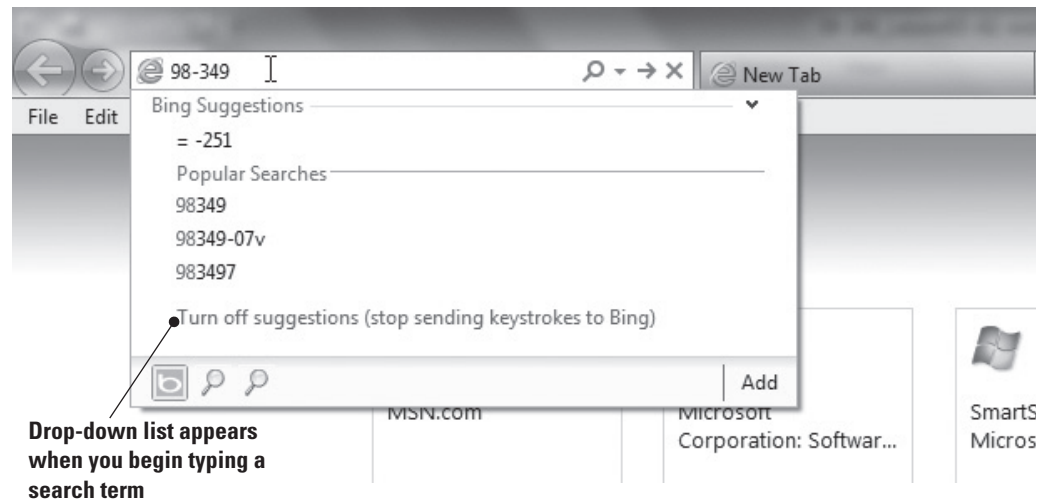 98-349
New Tab
File Edit
Bing Suggestions
= -251
Popular Searches
98349
98349-07v
983497
Turn off suggestions (stop sending keystrokes to Bing)
Add
MSN.com
Microsoft
Corporation: Softwar...
SmartS
Micros
Drop-down list appears
when you begin typing a
search term